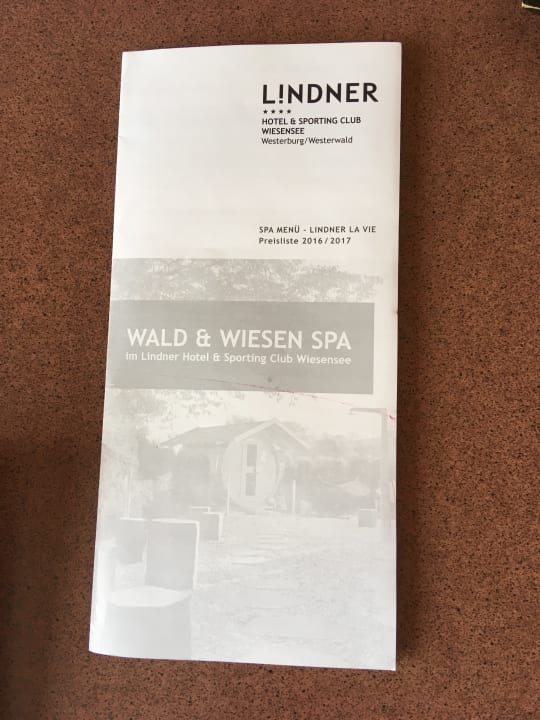 L!NDNER
★★★★
HOTEL & SPORTING CLUB
WIESENSEE
Westerburg/Westerwald
SPA MENÜ - LINDNER LA VIE
Preisliste 2016/2017
WALD & WIESEN SPA
im Lindner Hotel & Sporting Club Wiesensee